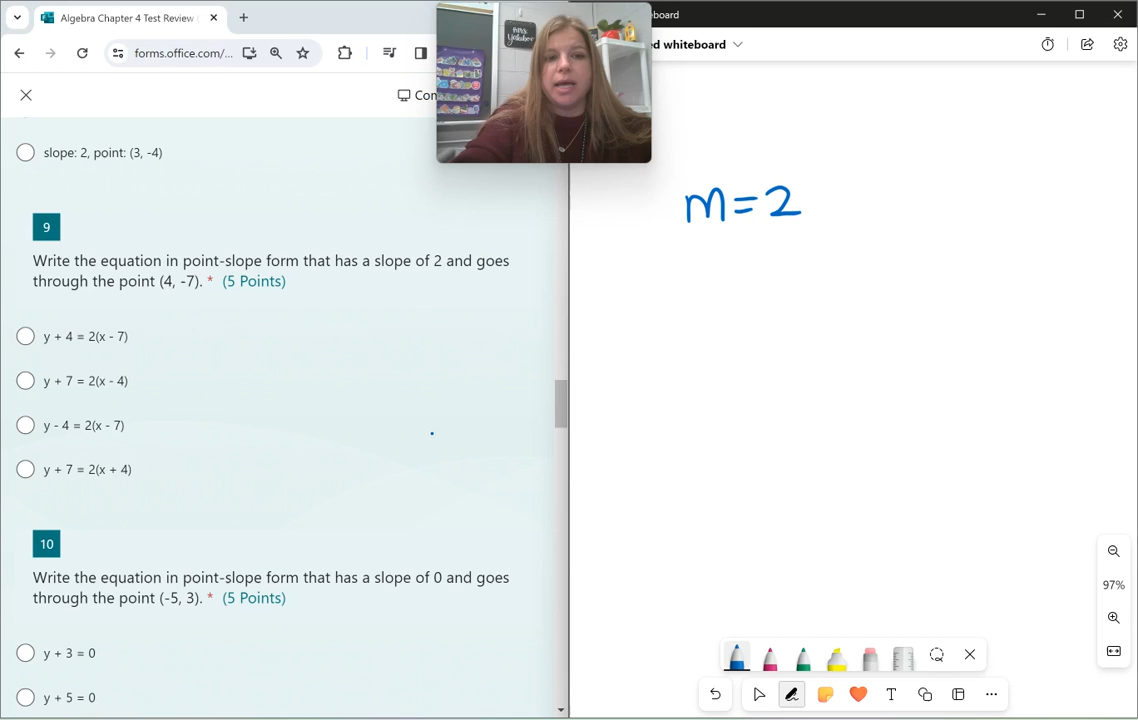 Algebra Chapter 4 Test Review
forms.office.com/...
eboard
ed whiteboard
Mrs.
Com
slope: 2, point: (3, -4)
9
Write the equation in point-slope form that has a slope of 2 and goes
through the point (4, -7). * (5 Points)
y + 4 = 2(x - 7)
y + 7 = 2(x - 4)
y - 4 = 2(x - 7)
y + 7 = 2(x + 4)
10
Write the equation in point-slope form that has a slope of 0 and goes
through the point (-5, 3). * (5 Points)
y + 3 = 0
y + 5 = 0
m = 2
97%
T